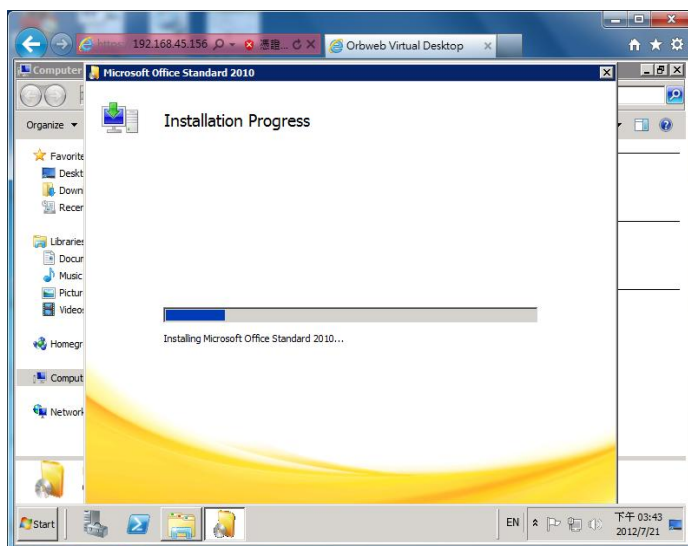 192.168.45.156
憑證...
Orbweb Virtual Desktop
Computer
Microsoft Office Standard 2010
Organize
Installation Progress
Favorite
Deskt
Down
Recen
Libraries
Docur
Music
Pictur
Video
Homegr
Installing Microsoft Office Standard 2010...
Comput
Network
Start
EN
下午 03:43
2012/7/21